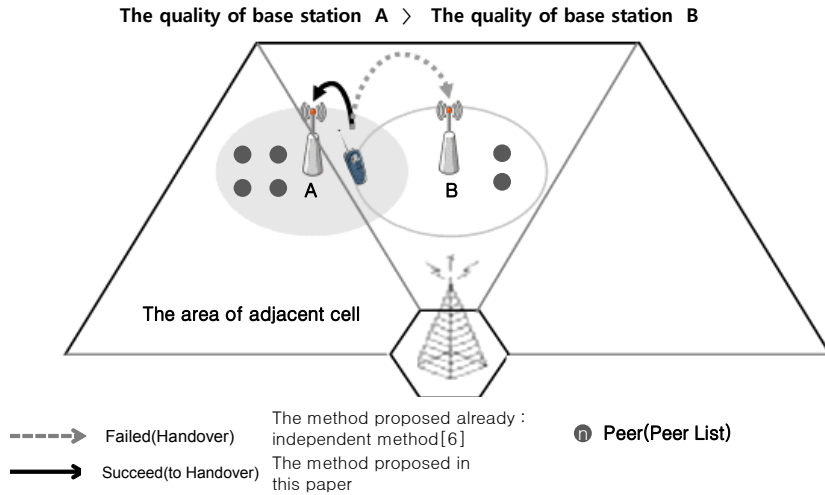 The quality of base station A > The quality of base station B
A
B
The area of adjacent cell
Failed(Handover)
The method proposed already :
independent method[6]
n Peer(Peer List)
Succeed(to Handover)
The method proposed in
this paper